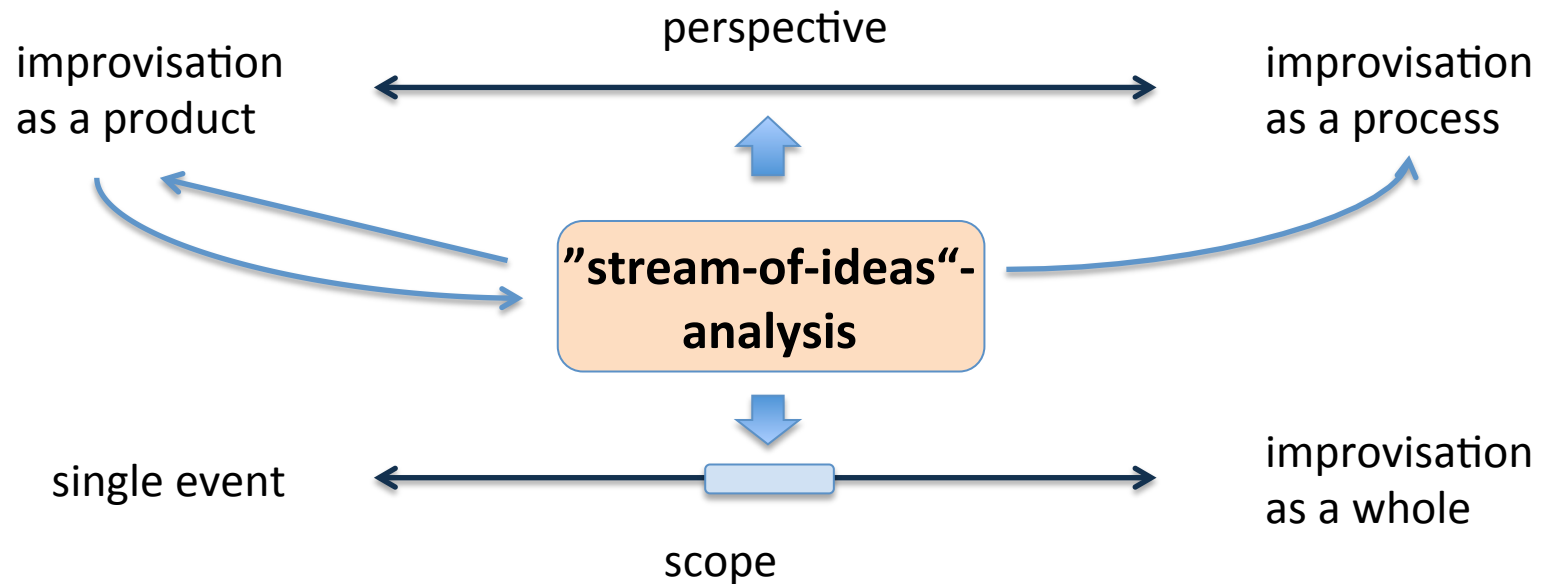 perspective
improvisation
as a product
improvisation
as a process
”stream-of-ideas“-
analysis
single event
improvisation
as a whole
scope